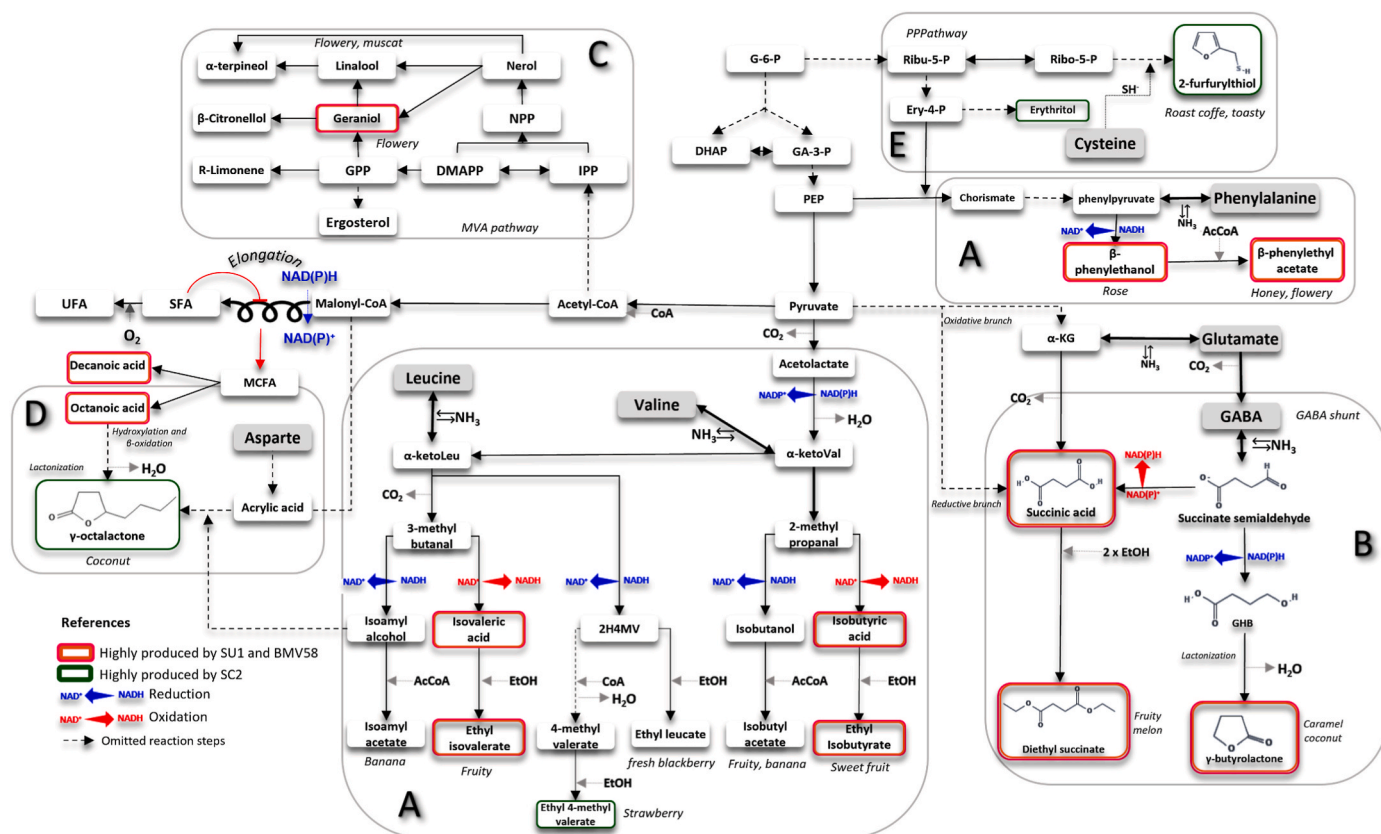 Flowery, muscat
C
α-terpineol
Linalool
Nerol
β-Citronellol
Geraniol
NPP
Flowery
R-Limonene
GPP
DMAPP
IPP
Ergosterol
MVA pathway
PPPathway
G-6-P
Ribu-5-P
Ribo-5-P
S
H
2-furfurylthiol
SH-
Roast coffe, toasty
Ery-4-P
Erythritol
E
Cysteine
DHAP
GA-3-P
PEP
Chorismate
phenylpyruvate
Phenylalanine
NH3
NAD+
NADH
AcCoA
A
β-
phenylethanol
β-phenylethyl
acetate
Rose
Honey, flowery
Elongation
NAD(P)H
UFA
SFA
Malonyl-CoA
Acetyl-CoA
Pyruvate
O2
NAD(P)+
CoA
CO2
Oxidative brunch
α-KG
Glutamate
NH3
CO2
Decanoic acid
MCFA
Octanoic acid
D
Hydroxylation and
β-oxidation
Lactonization
H2O
Asparte
Acrylic acid
O
O
γ-octalactone
Coconut
Acetolactate
Leucine
NADP+
NAD(P)H
Valine
H2O
NH3
NH3
α-ketoLeu
α-ketoVal
CO2
3-methyl
butanal
2-methyl
propanal
NAD+
NADH
NAD+
NADH
NAD+
NADH
NAD+
NADH
NAD+
NADH
Isoamyl
alcohol
Isovaleric
acid
2H4MV
Isobutanol
Isobutyric
acid
AcCoA
EtOH
CoA
H2O
EtOH
AcCoA
EtOH
Isoamyl
acetate
Ethyl
isovalerate
4-methyl
valerate
Ethyl leucate
Isobutyl
acetate
Ethyl
Isobutyrate
Banana
Fruity
fresh blackberry
Fruity, banana
Sweet fruit
EtOH
A
Ethyl 4-methyl
valerate
Strawberry
CO2
GABA
GABA shunt
NH3
NAD(P)H
NAD(P)+
H
O
O
O
O
H
Succinic acid
O-
O
O
Succinate semialdehyde
Reductive brunch
B
2 x EtOH
NADP+
NAD(P)H
H
O
O
O
H
GHB
Lactonization
H2O
O
O
O
O
Diethyl succinate
Fruity
melon
O
O
γ-butyrolactone
Caramel
coconut
References
Highly produced by SU1 and BMV58
Highly produced by SC2
NAD+
NADH Reduction
NAD+
NADH Oxidation
Omitted reaction steps